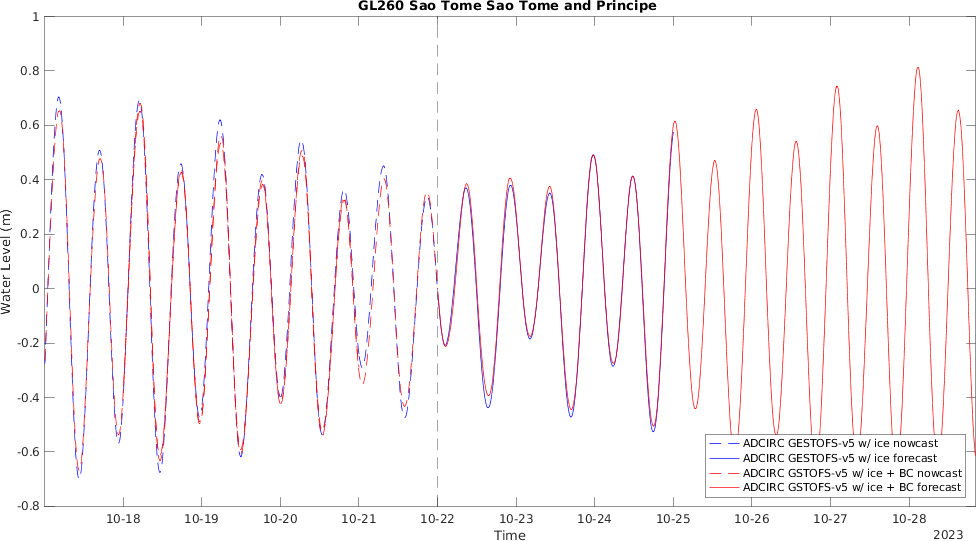 GL260 Sao Tome Sao Tome and Principe
Water Level (m)
1
0.8
0.6
0.4
0.2
0
-0.2
-0.4
-0.6
-0.8
ADCIRC GESTOFS-v5 w/ ice nowcast
ADCIRC GESTOFS-v5 w/ ice forecast
ADCIRC GSTOFS-v5 w/ ice + BC nowcast
ADCIRC GSTOFS-v5 w/ ice + BC forecast
10-18 10-19 10-20 10-21 10-22 10-23 10-24 10-25 10-26 10-27 10-28
Time
2023